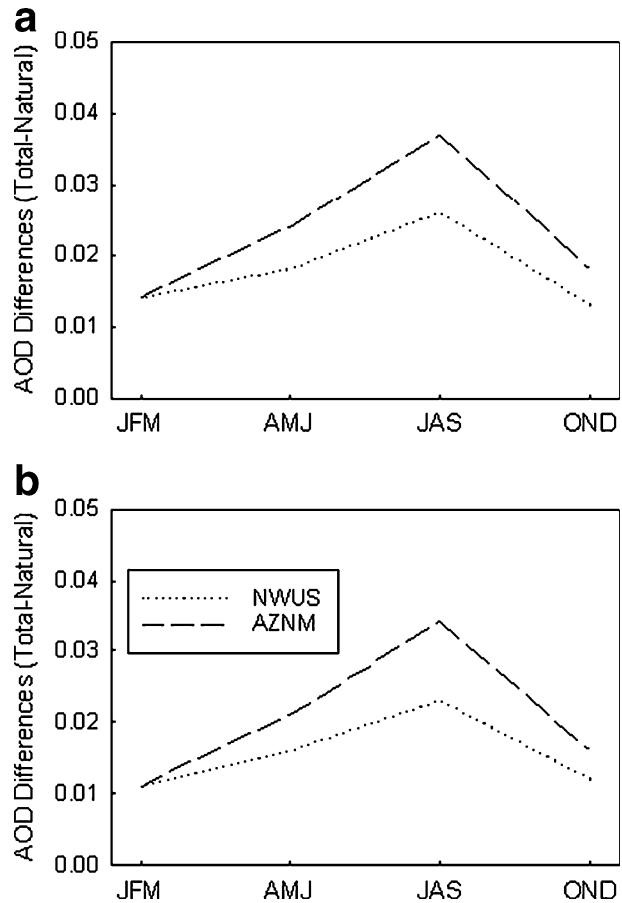 a
AOD Differences (Total-Natural)
0.05
0.04
0.03
0.02
0.01
0.00
JFM AMJ JAS OND
b
AOD Differences (Total-Natural)
0.05
0.04
0.03
0.02
0.01
0.00
NWUS
AZNM
JFM AMJ JAS OND